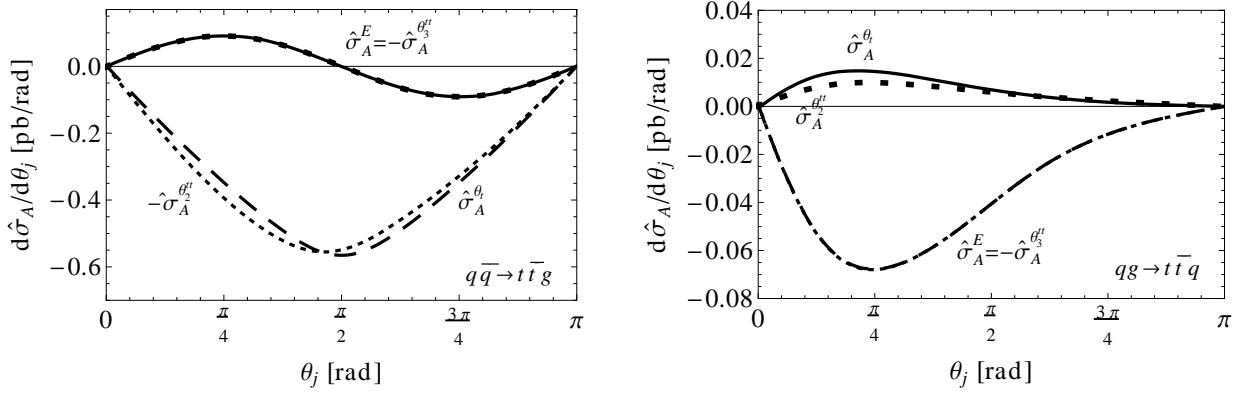 dσ̂_A/dθ_j [pb/rad]
0.0
−0.2
−0.4
−0.6
σ̂_A^E=−σ̂_A^{θ_3^{tt}}
-σ̂_A^{θ_2^{tt}}
σ̂_A^{θ_t}
q q̄→t t̄ g
0 π/4 π/2 3π/4 π
θ_j [rad]
dσ̂_A/dθ_j [pb/rad]
0.04
0.02
0.00
−0.02
−0.04
−0.06
−0.08
σ̂_A^{θ_t}
σ̂_A^{θ_2^{tt}}
σ̂_A^E=−σ̂_A^{θ_3^{tt}}
qg→t t̄ q
0 π/4 π/2 3π/4 π
θ_j [rad]